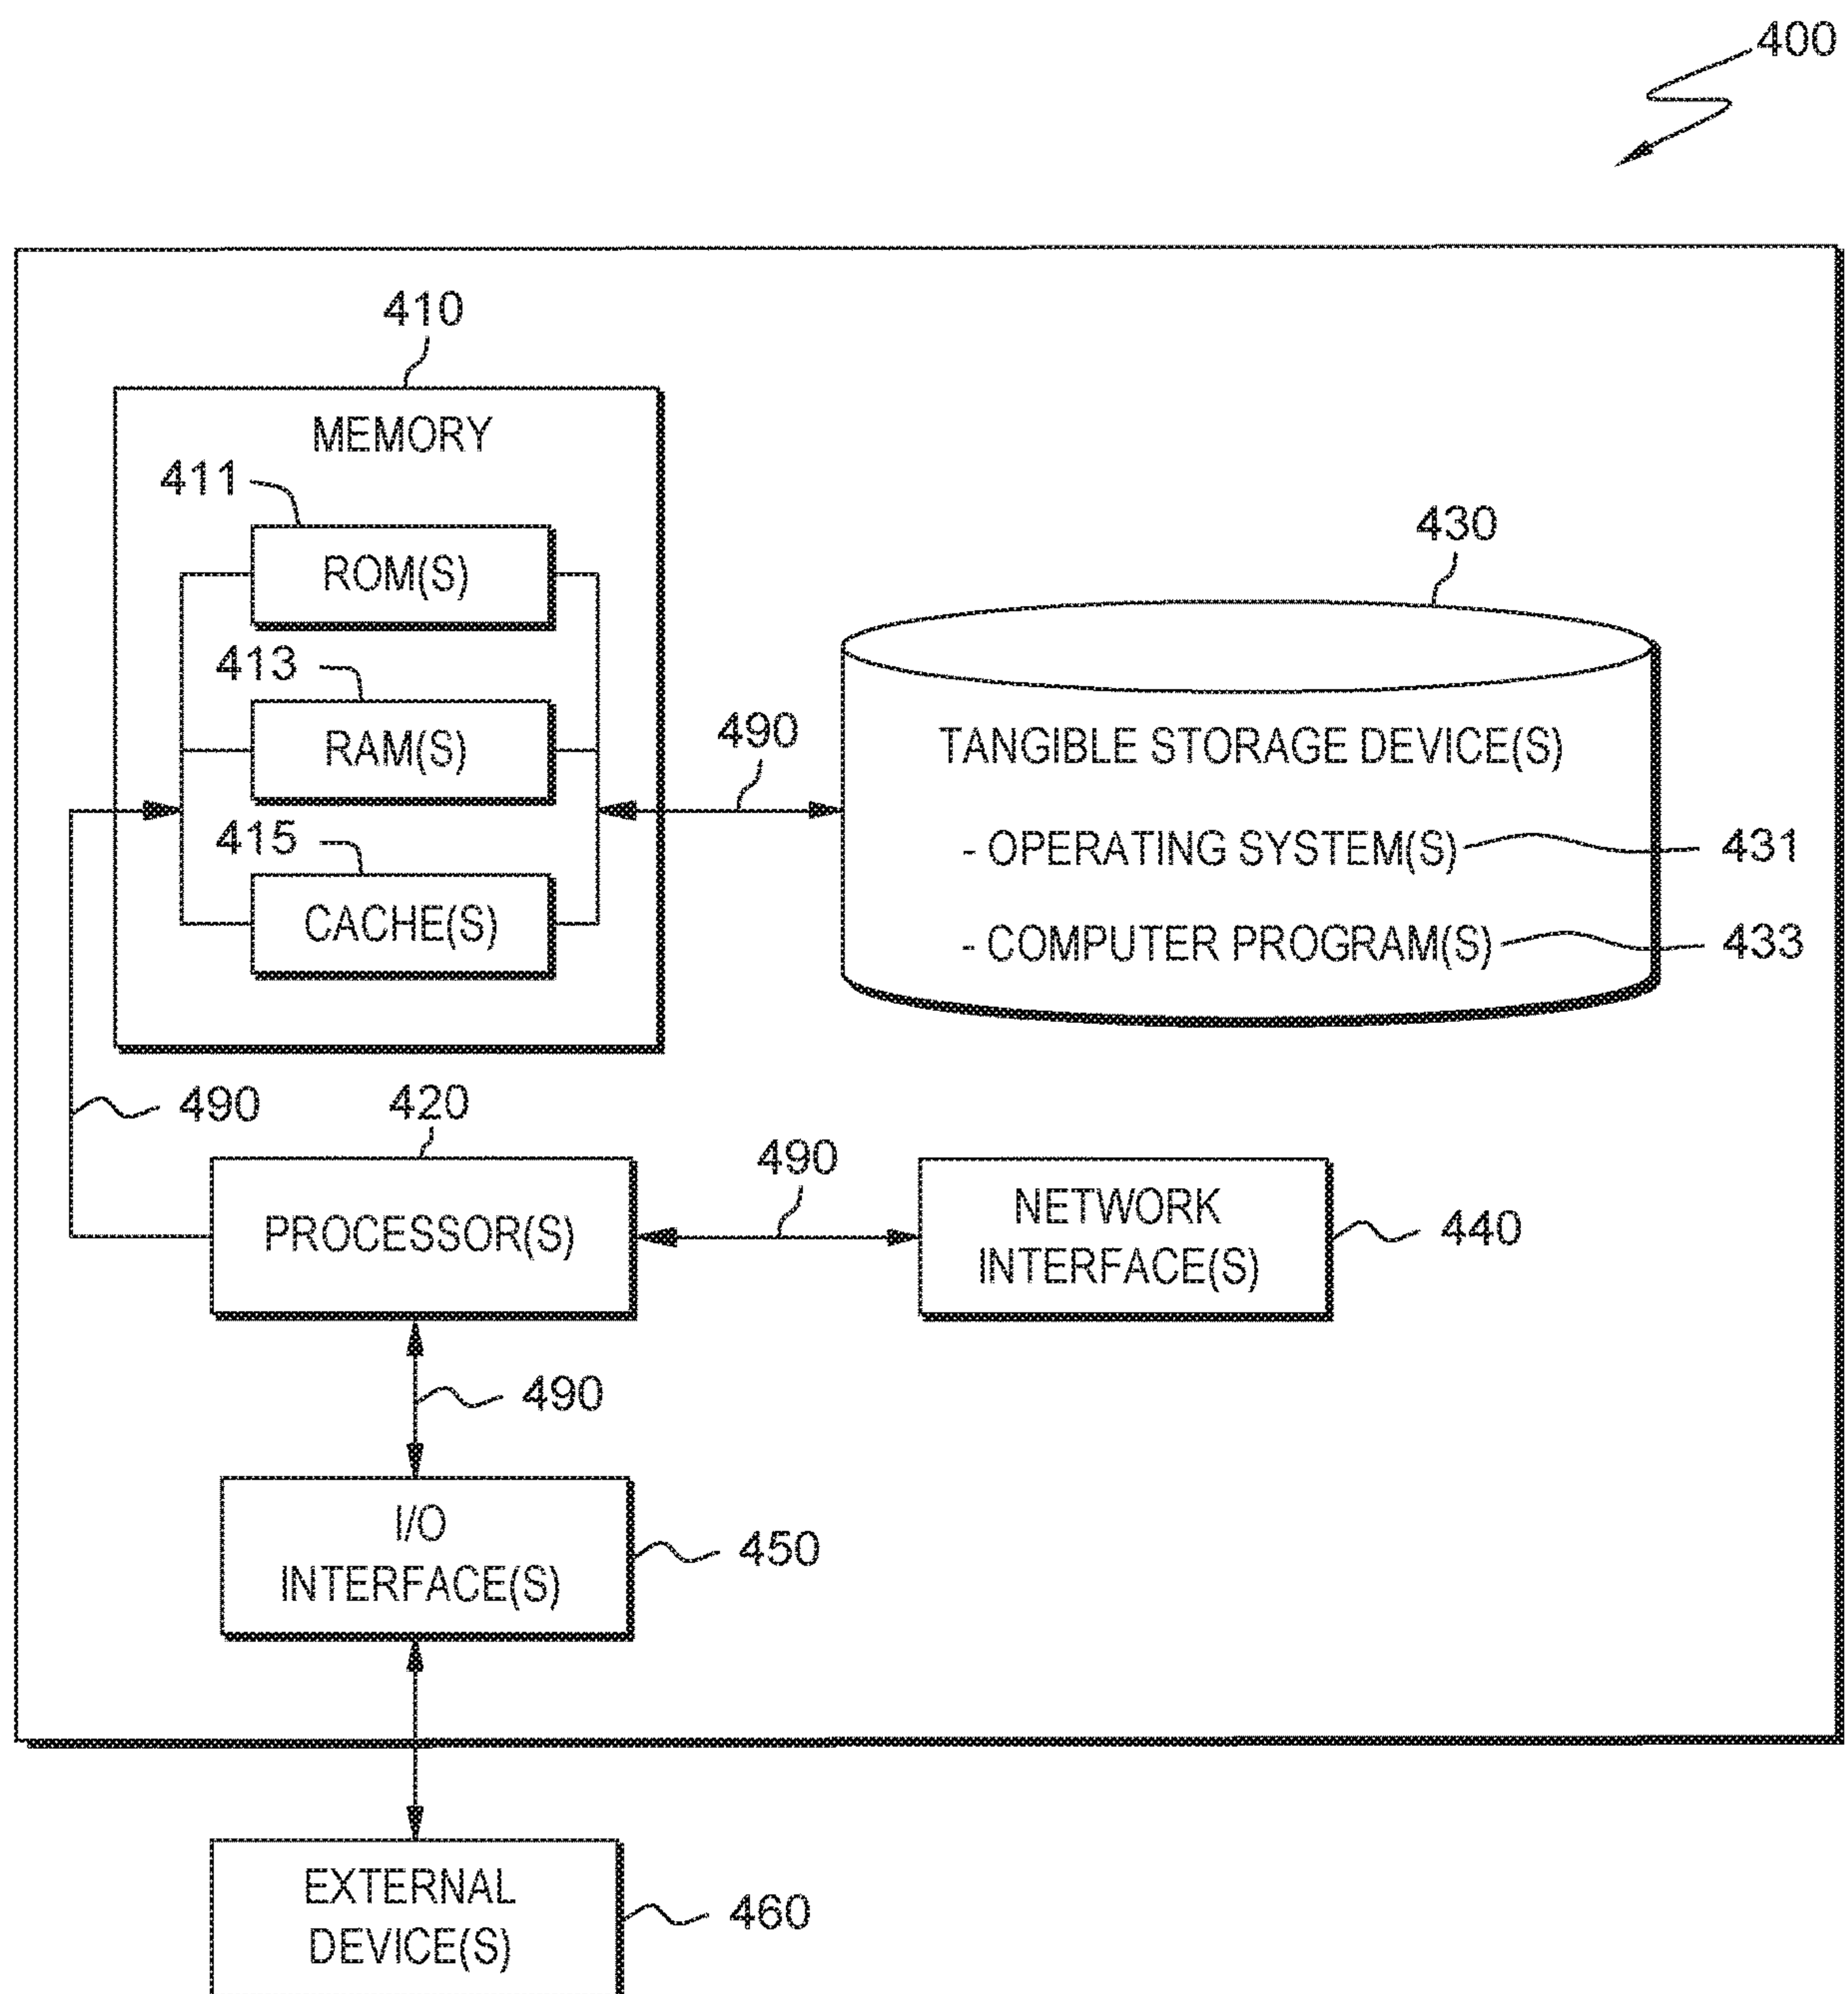 400
410
MEMORY
411
ROM(S)
413
RAM(S)
415
CACHE(S)
490
430
TANGIBLE STORAGE DEVICE(S)
- OPERATING SYSTEM(S) 431
- COMPUTER PROGRAM(S) 433
490
420
PROCESSOR(S)
490
NETWORK
INTERFACE(S)
440
490
I/O
INTERFACE(S)
450
EXTERNAL
DEVICE(S)
460